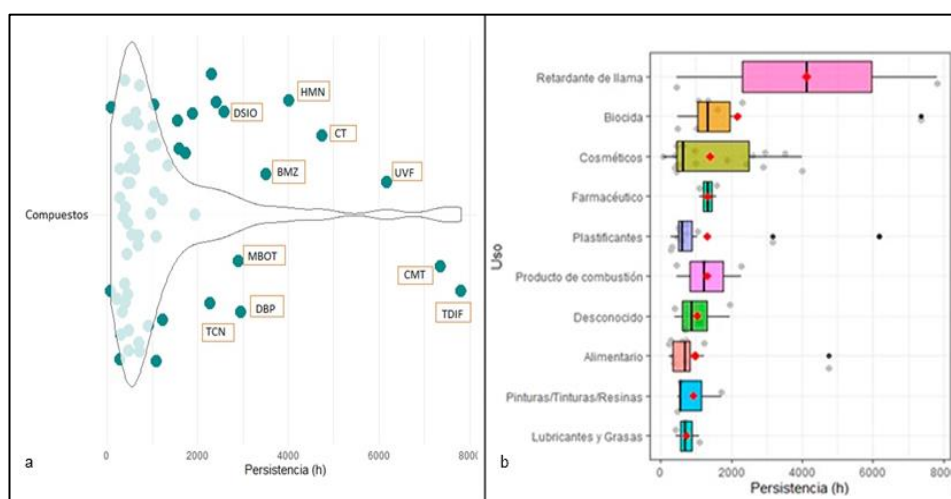 HMN
DSIO
CT
BMZ
UVF
Compuestos
MBOT
CMT
TCN
DBP
TDIF
0 2000 4000 6000 8000
Persistencia (h)
a
b
Uso
Retardante de llama
Biocida
Cosméticos
Farmacéutico
Plastificantes
Producto de combustión
Desconocido
Alimentario
Pinturas/Tinturas/Resinas
Lubricantes y Grasas
0 2000 4000 6000 8000
Persistencia (h)